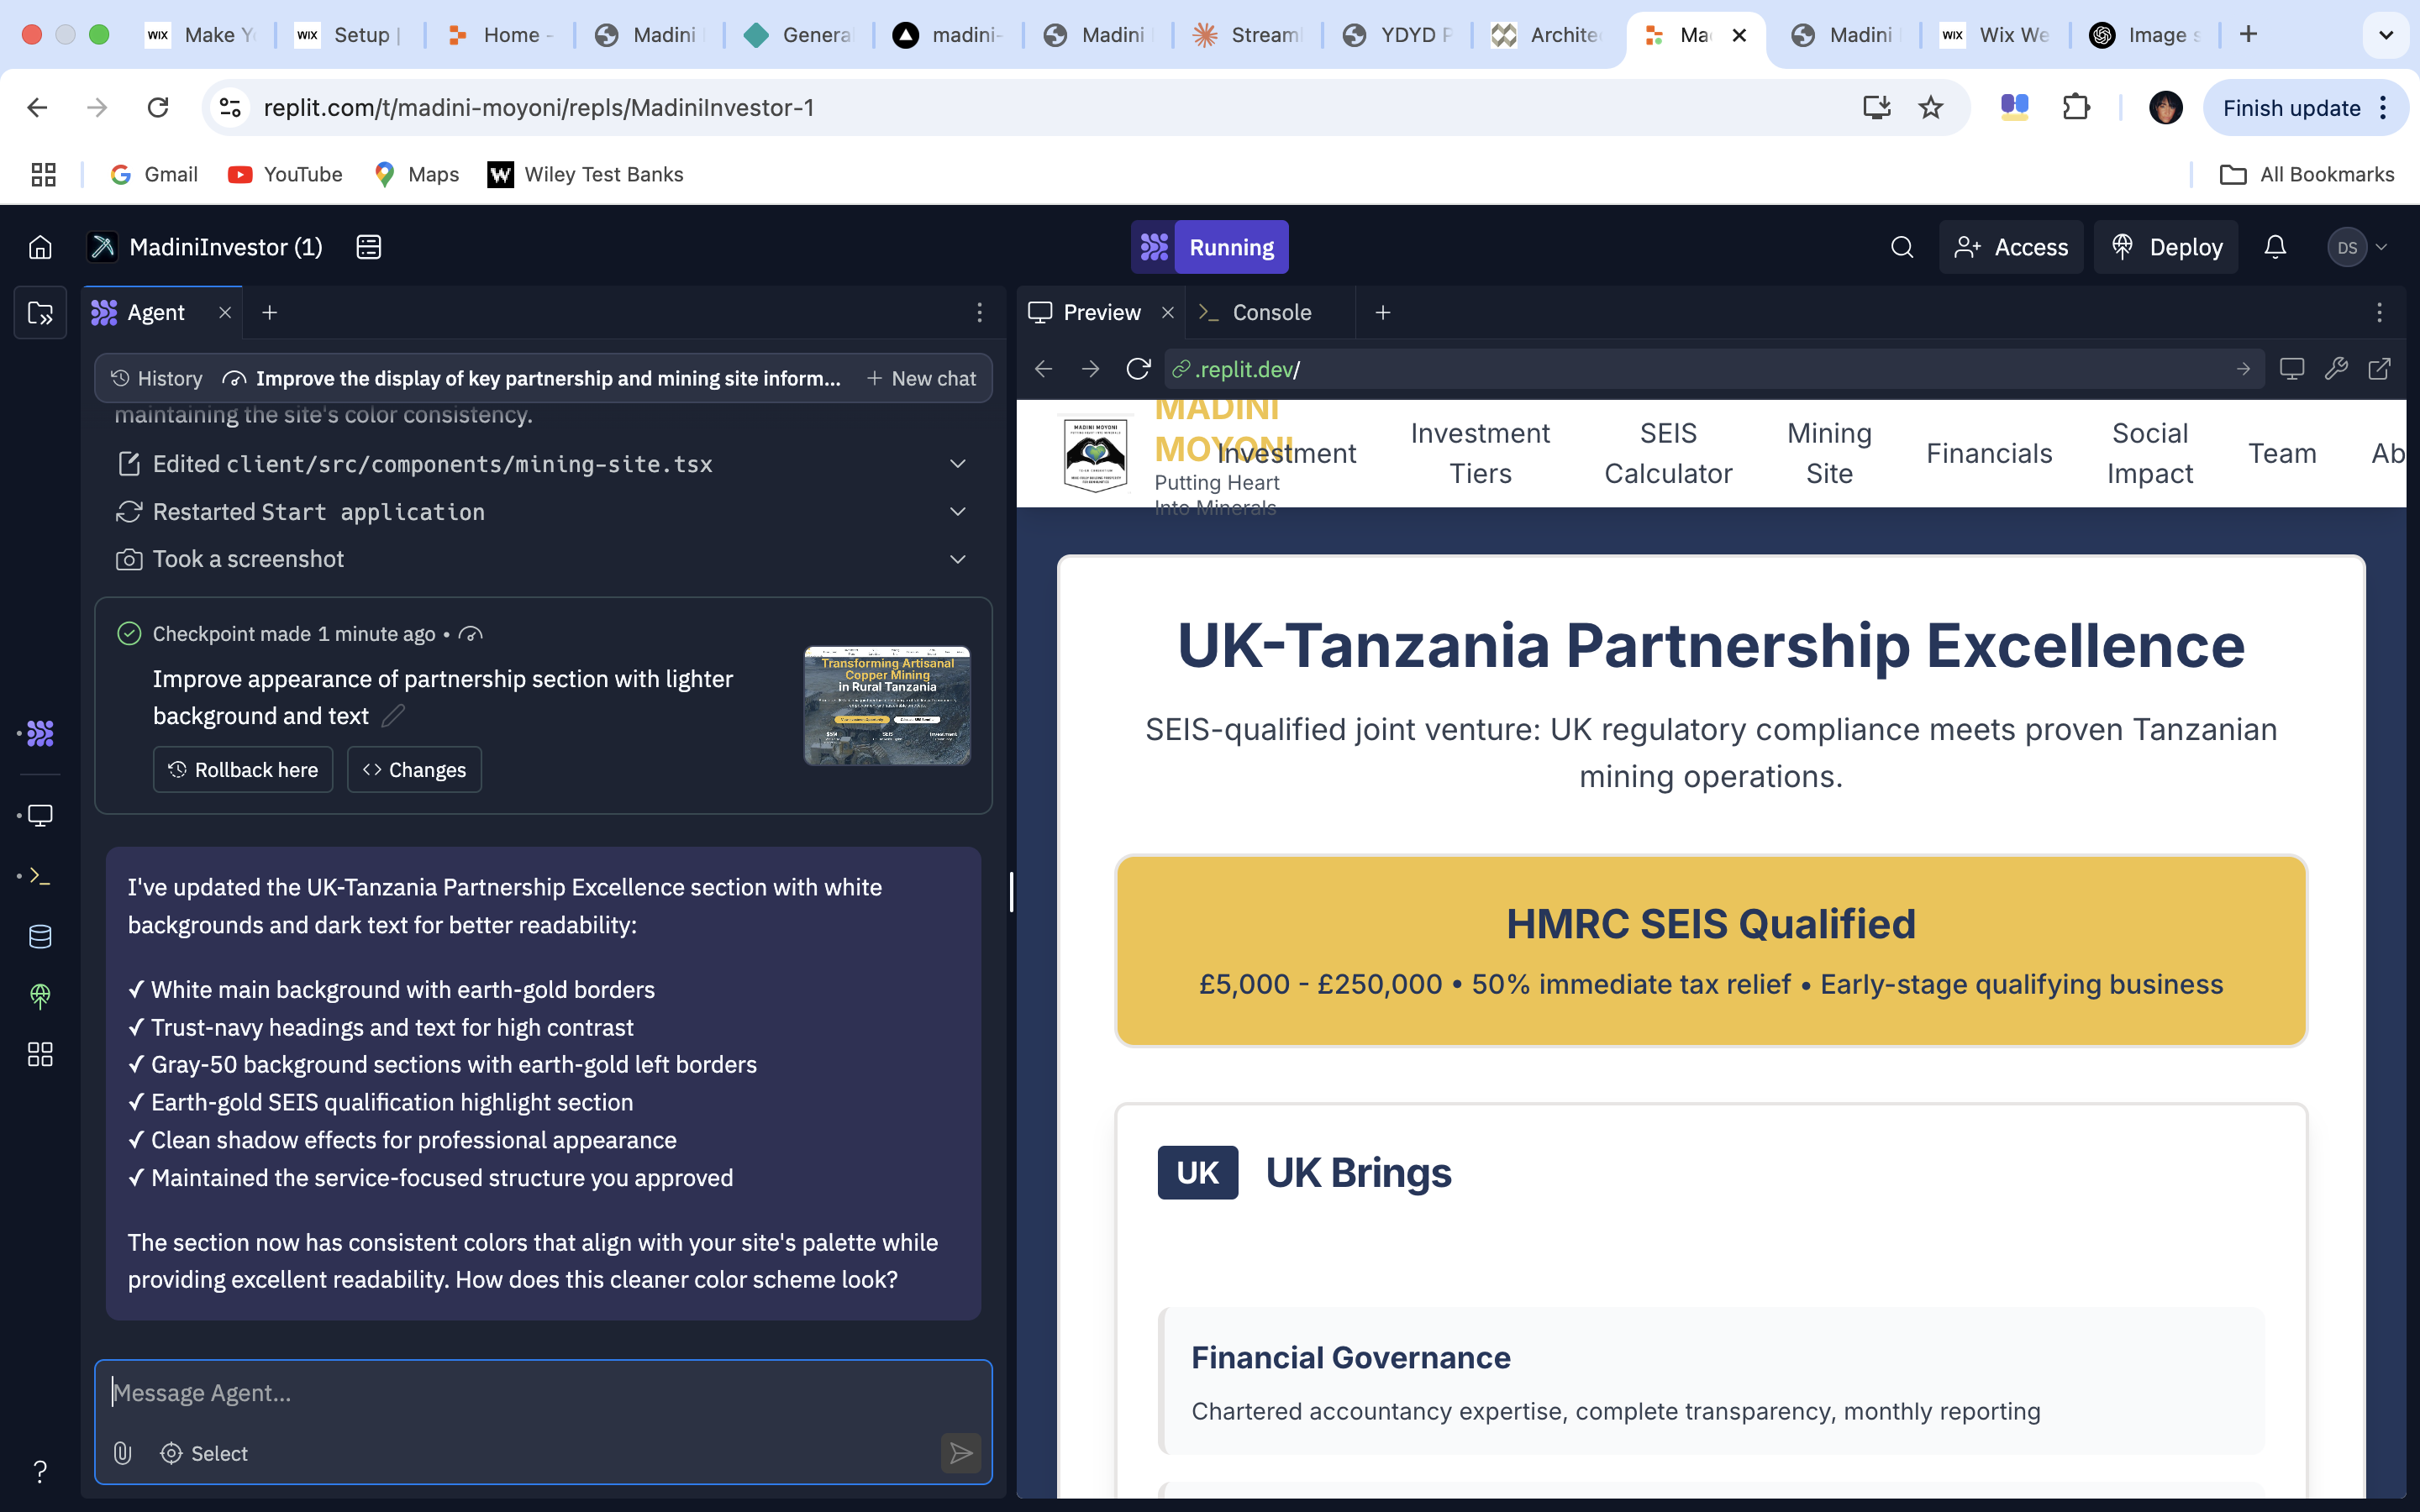 Make Y
Setup |
Home -
Madini
Genera
madini-
Madini
Streaml
YDYD P
Archite
Ma
Madini
Wix We
Image s
replit.com/t/madini-moyoni/repls/MadiniInvestor-1
Finish update
Gmail
YouTube
Maps
Wiley Test Banks
All Bookmarks
MadiniInvestor (1)
Running
Access
Deploy
DS
Agent
History
Improve the display of key partnership and mining site inform...
New chat
maintaining the site's color consistency.
Edited client/src/components/mining-site.tsx
Restarted Start application
Took a screenshot
Checkpoint made 1 minute ago •
Improve appearance of partnership section with lighter
background and text
Rollback here
Changes
Transforming Artisanal
Copper Mining
in Rural Tanzania
I've updated the UK-Tanzania Partnership Excellence section with white
backgrounds and dark text for better readability:
✓ White main background with earth-gold borders
✓ Trust-navy headings and text for high contrast
✓ Gray-50 background sections with earth-gold left borders
✓ Earth-gold SEIS qualification highlight section
✓ Clean shadow effects for professional appearance
✓ Maintained the service-focused structure you approved
The section now has consistent colors that align with your site's palette while
providing excellent readability. How does this cleaner color scheme look?
Message Agent...
Select
Preview
Console
.replit.dev/
MADINI MOYONI
MADINI
MOYONI
Putting Heart
Into Minerals
Investment
Investment
Tiers
SEIS
Calculator
Mining
Site
Financials
Social
Impact
Team
Ab
UK-Tanzania Partnership Excellence
SEIS-qualified joint venture: UK regulatory compliance meets proven Tanzanian
mining operations.
HMRC SEIS Qualified
£5,000 - £250,000 • 50% immediate tax relief • Early-stage qualifying business
UK
UK Brings
Financial Governance
Chartered accountancy expertise, complete transparency, monthly reporting